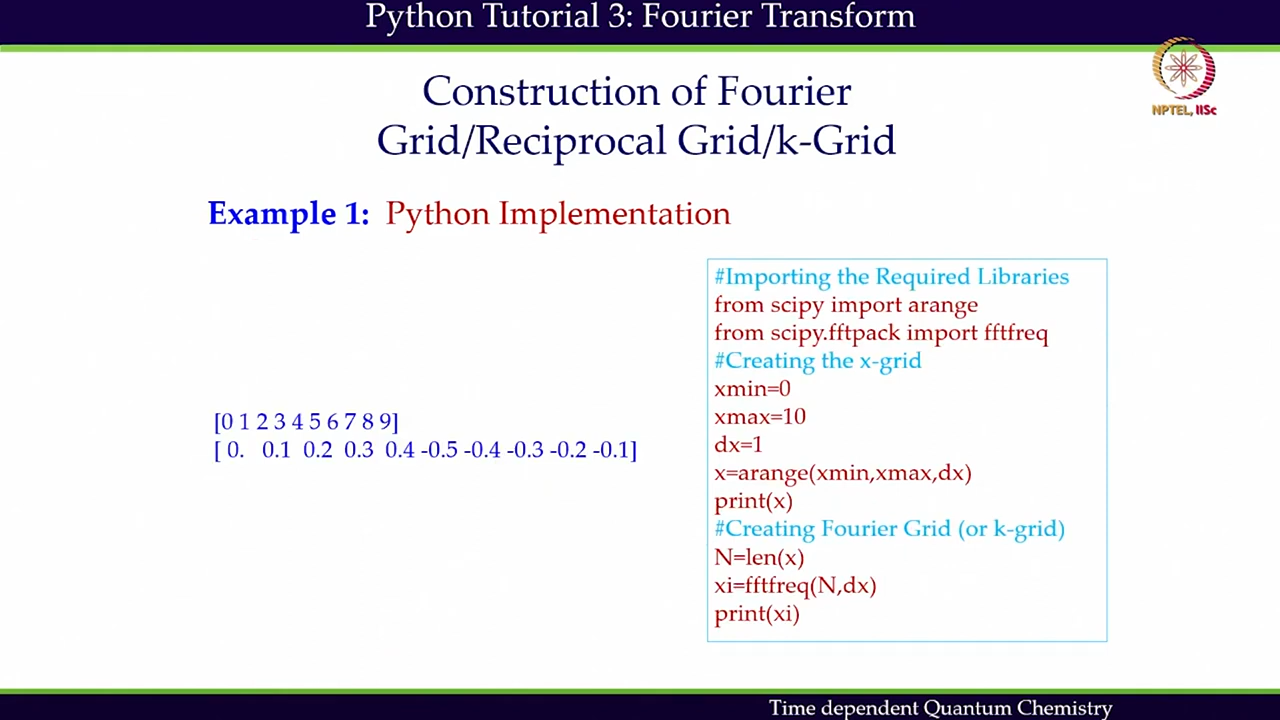 Python Tutorial 3: Fourier Transform
NPTEL, IISc
Construction of Fourier
Grid/Reciprocal Grid/k-Grid
Example 1: Python Implementation
[0 1 2 3 4 5 6 7 8 9]
[ 0. 0.1 0.2 0.3 0.4 -0.5 -0.4 -0.3 -0.2 -0.1]
#Importing the Required Libraries
from scipy import arange
from scipy.fftpack import fftfreq
#Creating the x-grid
xmin=0
xmax=10
dx=1
x=arange(xmin,xmax,dx)
print(x)
#Creating Fourier Grid (or k-grid)
N=len(x)
xi=fftfreq(N,dx)
print(xi)
Time dependent Quantum Chemistry